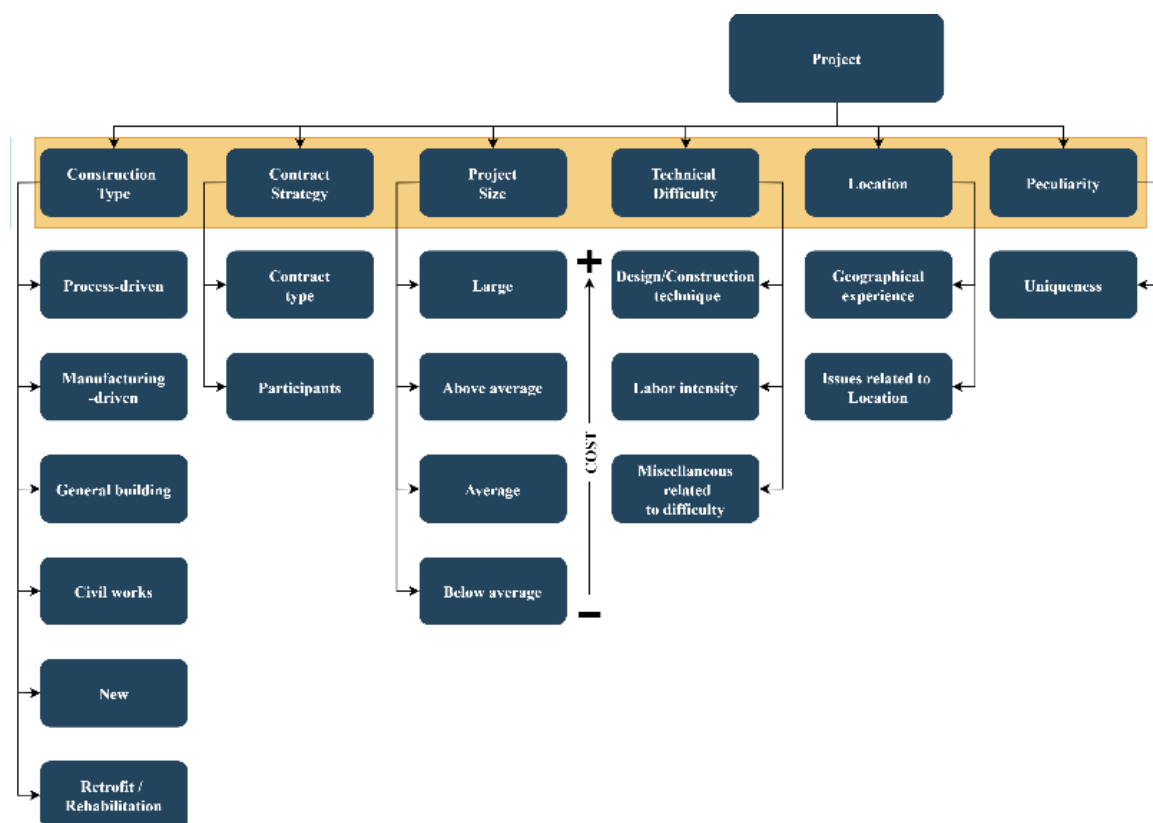 Project
Construction
Type
Contract
Strategy
Project
Size
Technical
Difficulty
Location
Peculiarity
Process-driven
Contract
type
Large
+
Design/Construction
technique
Geographical
experience
Uniqueness
Manufacturing
-driven
Participants
Above average
Labor intensity
Issues related to
Location
COST
General building
Average
Miscellaneous
related
to difficulty
Civil works
Below average
−
New
Retrofit /
Rehabilitation